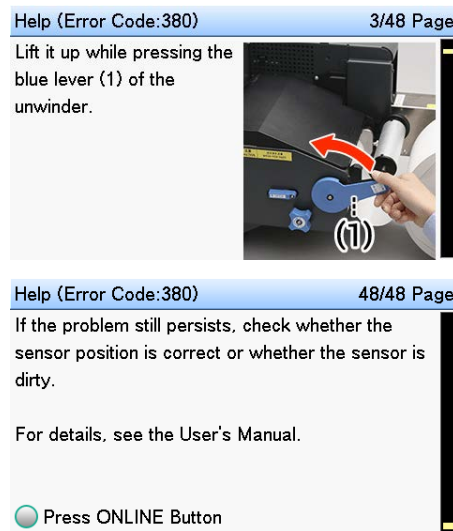 Help (Error Code:380) 3/48 Page
Lift it up while pressing the
blue lever (1) of the
unwinder.
(1)
Help (Error Code:380) 48/48 Page
If the problem still persists, check whether the
sensor position is correct or whether the sensor is
dirty.
For details, see the User's Manual.
Press ONLINE Button